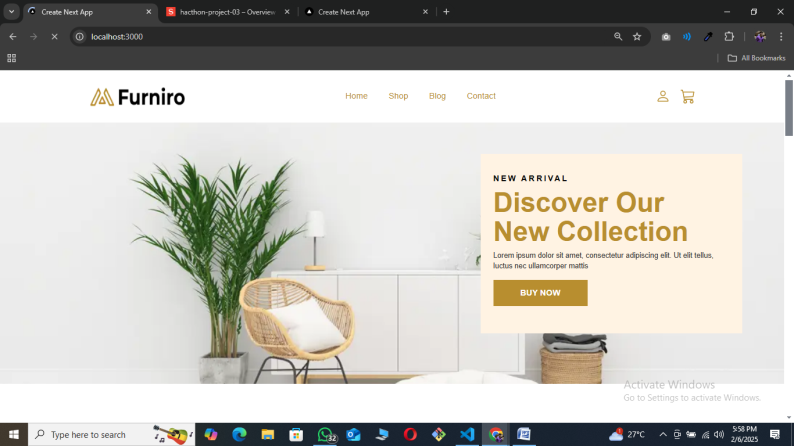 Create Next App
S
hacthon-project-03 – Overview
Create Next App
localhost:3000
All Bookmarks
Furniro
Home
Shop
Blog
Contact
NEW ARRIVAL
Discover Our
New Collection
Lorem ipsum dolor sit amet, consectetur adipiscing elit. Ut elit tellus,
luctus nec ullamcorper mattis
BUY NOW
Activate Windows
Go to Settings to activate Windows.
Type here to search
32
27°C
5:58 PM
2/6/2025